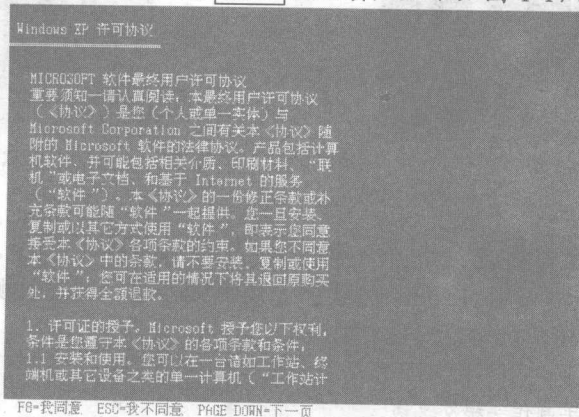 Windows XP 许可协议
MICROSOFT 软件最终用户许可协议
重要须知—请认真阅读：本最终用户许可协议
（《协议》）是您（个人或单一实体）与
Microsoft Corporation 之间有关本《协议》随
附的 Microsoft 软件的法律协议。产品包括计算
机软件、并可能包括相关介质、印刷材料、“联
机”或电子文档、和基于 Internet 的服务
（“软件”）。本《协议》的一份修正条款或补
充条款可能随“软件”一起提供。您一旦安装、
复制或以其它方式使用“软件”，即表示您同意
接受本《协议》各项条款的约束。如果您不同意
本《协议》中的条款，请不要安装、复制或使用
“软件”；您可在适用的情况下将其退回原购买
处，并获得全额退款。
1. 许可证的授予。Microsoft 授予您以下权利，
条件是您遵守本《协议》的各项条款和条件：
1.1 安装和使用。您可以在一台诸如工作站、终
端机或其它设备之类的单一计算机（“工作站计
F8=我同意 ESC=我不同意 PAGE DOWN=下一页